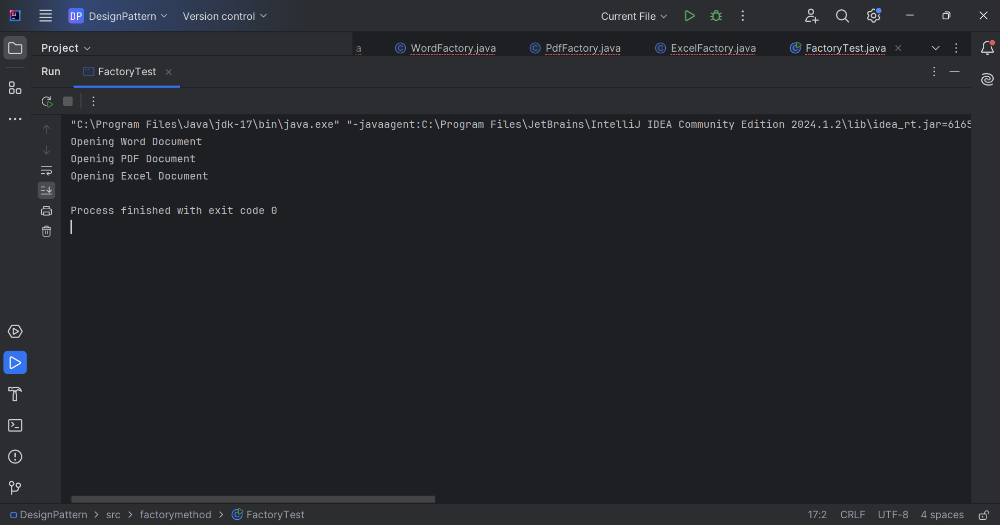 DP DesignPattern Version control Current File
Project a WordFactory.java PdfFactory.java ExcelFactory.java FactoryTest.java
Run FactoryTest
"C:\Program Files\Java\jdk-17\bin\java.exe" "-javaagent:C:\Program Files\JetBrains\IntelliJ IDEA Community Edition 2024.1.2\lib\idea_rt.jar=6165
Opening Word Document
Opening PDF Document
Opening Excel Document
Process finished with exit code 0
DesignPattern > src > factorymethod > FactoryTest 17:2 CRLF UTF-8 4 spaces